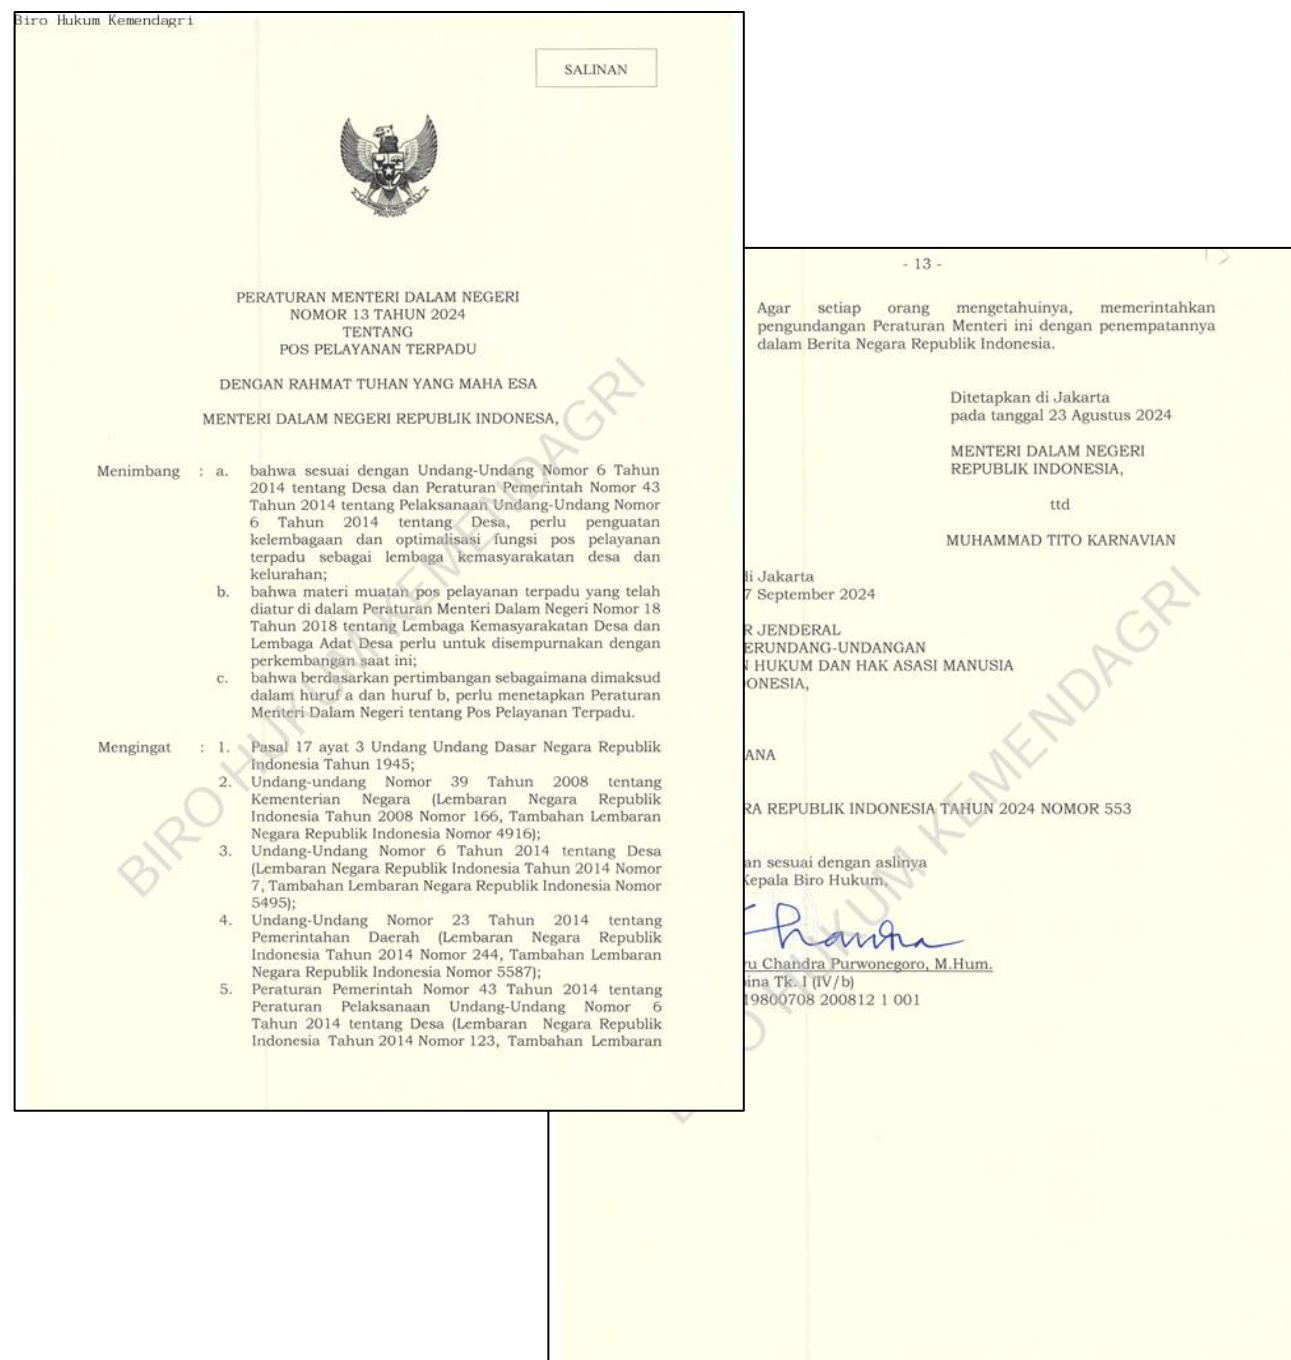 Biro Hukum Kemendagri
SALINAN
PERATURAN MENTERI DALAM NEGERI
NOMOR 13 TAHUN 2024
TENTANG
POS PELAYANAN TERPADU
DENGAN RAHMAT TUHAN YANG MAHA ESA
MENTERI DALAM NEGERI REPUBLIK INDONESA,
Menimbang : a. bahwa sesuai dengan Undang-Undang Nomor 6 Tahun
2014 tentang Desa dan Peraturan Pemerintah Nomor 43
Tahun 2014 tentang Pelaksanaan Undang-Undang Nomor
6 Tahun 2014 tentang Desa, perlu penguatan
kelembagaan dan optimalisasi fungsi pos pelayanan
terpadu sebagai lembaga kemasyarakatan desa dan
kelurahan;
b. bahwa materi muatan pos pelayanan terpadu yang telah
diatur di dalam Peraturan Menteri Dalam Negeri Nomor 18
Tahun 2018 tentang Lembaga Kemasyarakatan Desa dan
Lembaga Adat Desa perlu untuk disempurnakan dengan
perkembangan saat ini;
c. bahwa berdasarkan pertimbangan sebagaimana dimaksud
dalam huruf a dan huruf b, perlu menetapkan Peraturan
Menteri Dalam Negeri tentang Pos Pelayanan Terpadu.
Mengingat : 1. Pasal 17 ayat 3 Undang Undang Dasar Negara Republik
Indonesia Tahun 1945;
2. Undang-undang Nomor 39 Tahun 2008 tentang
Kementerian Negara (Lembaran Negara Republik
Indonesia Tahun 2008 Nomor 166, Tambahan Lembaran
Negara Republik Indonesia Nomor 4916);
3. Undang-Undang Nomor 6 Tahun 2014 tentang Desa
(Lembaran Negara Republik Indonesia Tahun 2014 Nomor
7, Tambahan Lembaran Negara Republik Indonesia Nomor
5495);
4. Undang-Undang Nomor 23 Tahun 2014 tentang
Pemerintahan Daerah (Lembaran Negara Republik
Indonesia Tahun 2014 Nomor 244, Tambahan Lembaran
Negara Republik Indonesia Nomor 5587);
5. Peraturan Pemerintah Nomor 43 Tahun 2014 tentang
Peraturan Pelaksanaan Undang-Undang Nomor 6
Tahun 2014 tentang Desa (Lembaran Negara Republik
Indonesia Tahun 2014 Nomor 123, Tambahan Lembaran
BIRO HUKUM KEMENDAGRI
- 13 -
Agar setiap orang mengetahuinya, memerintahkan
pengundangan Peraturan Menteri ini dengan penempatannya
dalam Berita Negara Republik Indonesia.
Ditetapkan di Jakarta
pada tanggal 23 Agustus 2024
MENTERI DALAM NEGERI
REPUBLIK INDONESIA,
ttd
MUHAMMAD TITO KARNAVIAN
di Jakarta
7 September 2024
R JENDERAL
ERUNDANG-UNDANGAN
HUKUM DAN HAK ASASI MANUSIA
ONESIA,
ANA
RA REPUBLIK INDONESIA TAHUN 2024 NOMOR 553
an sesuai dengan aslinya
Kepala Biro Hukum,
Chandra
yu Chandra Purwonegoro, M.Hum.
ina Tk. I (IV/b)
19800708 200812 1 001
HUKUM KEMENDAGRI